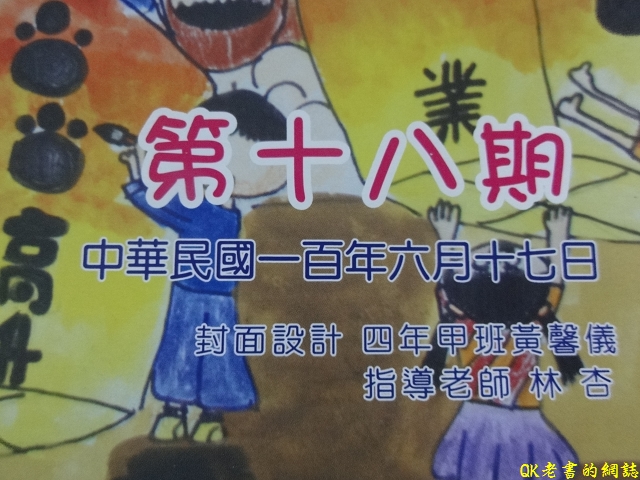 業
第十八期
高升
中華民國一百年六月十七日
封面設計 四年甲班黃馨儀
指導老師 林 杏
QK老書的網誌